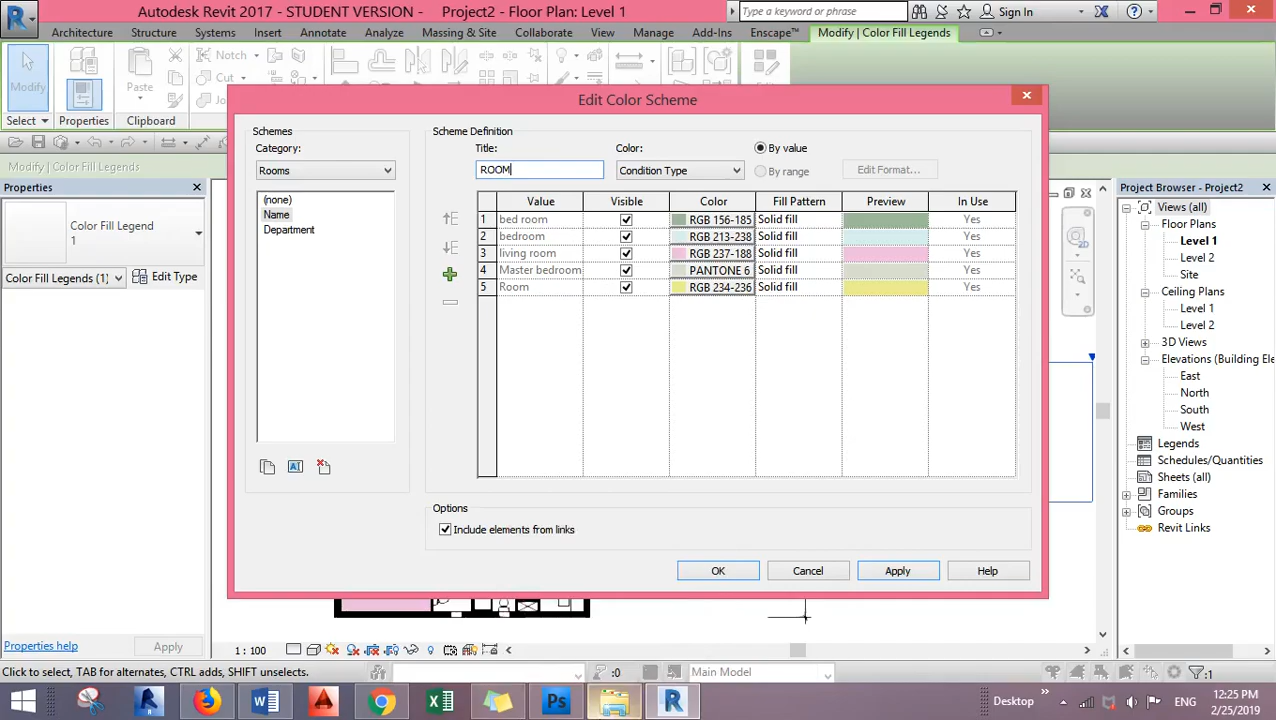 Autodesk Revit 2017 - STUDENT VERSION - Project2 - Floor Plan: Level 1
Type a keyword or phrase
Sign In
Architecture Structure Systems Insert Annotate Analyze Massing & Site Collaborate View Manage Add-Ins Enscape™ Modify | Color Fill Legends
Modify
Paste
Notch
Cut
Select
Properties
Clipboard
Modify | Color Fill Legends
Properties
Color Fill Legend
1
Color Fill Legends (1)
Edit Type
Properties help
Apply
Edit Color Scheme
Schemes
Category:
Rooms
(none)
Name
Department
Scheme Definition
Title:
ROOM
Color:
Condition Type
By value
By range
Edit Format...
Value Visible Color Fill Pattern Preview In Use
1 bed room RGB 156-185 Solid fill Yes
2 bedroom RGB 213-238 Solid fill Yes
3 living room RGB 237-188 Solid fill Yes
4 Master bedroom PANTONE 6 Solid fill Yes
5 Room RGB 234-236 Solid fill Yes
Options
Include elements from links
OK
Cancel
Apply
Help
Project Browser - Project2
Views (all)
Floor Plans
Level 1
Level 2
Site
Ceiling Plans
Level 1
Level 2
3D Views
Elevations (Building Ele
East
North
South
West
Legends
Schedules/Quantities
Sheets (all)
Families
Groups
Revit Links
1 : 100
Click to select, TAB for alternates, CTRL adds, SHIFT unselects.
:0
Main Model
:1
Desktop
ENG
12:25 PM
2/25/2019